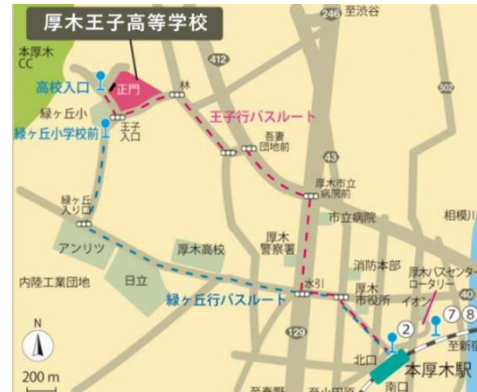 厚木王子高等学校
至渋谷
246
本厚木
CC
高校入口
正門
林
412
502
王子行バスルート
緑ヶ丘小
緑ヶ丘小学校前
王子
入口
吾妻
団地前
43
厚木市立
病院前
緑ヶ丘
入り口
市立病院
相模川
アンリツ
厚木高校
厚木
警察署
消防本部
厚木バスセンター
ロータリー
内陸工業団地
日立
緑ヶ丘行バスルート
水引
厚木
市役所
イオン
40
129
②
⑦
⑧
至新宿
N
北口
本厚木駅
200 m
南口